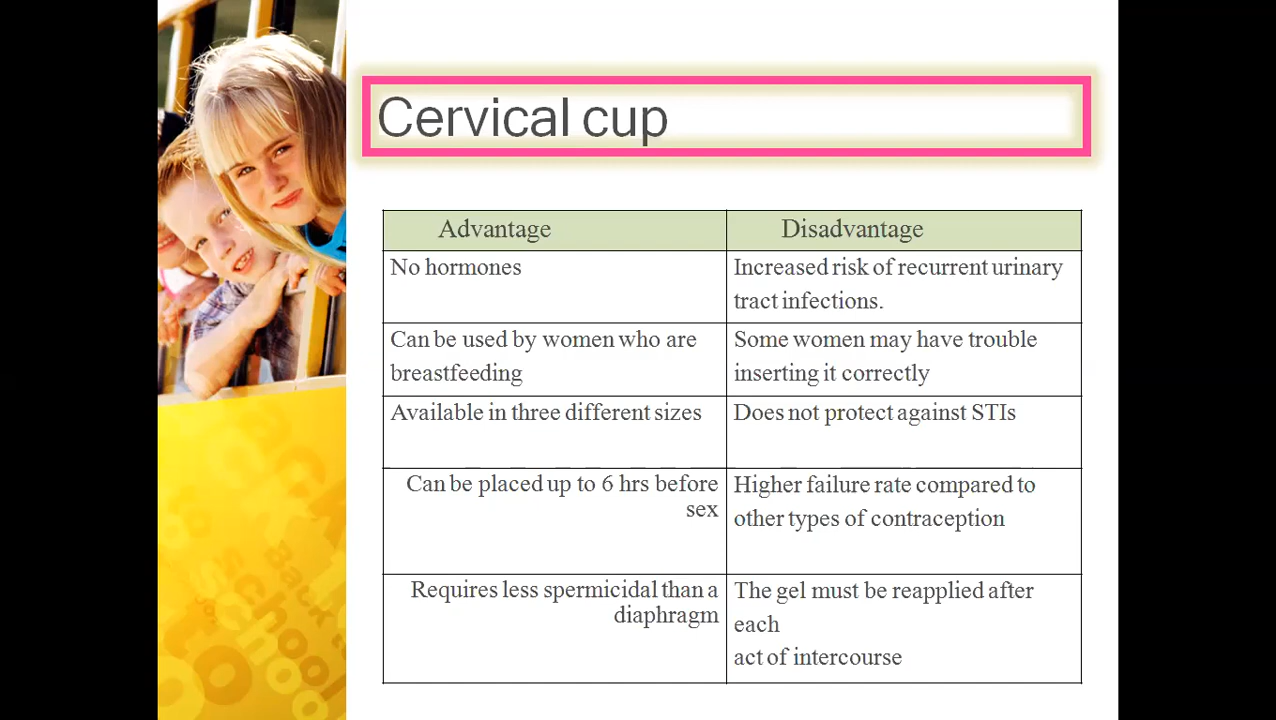 Cervical cup
Advantage
Disadvantage
No hormones
Increased risk of recurrent urinary
tract infections.
Can be used by women who are
breastfeeding
Some women may have trouble
inserting it correctly
Available in three different sizes
Does not protect against STIs
Can be placed up to 6 hrs before
sex
Higher failure rate compared to
other types of contraception
Requires less spermicidal than a
diaphragm
The gel must be reapplied after
each
act of intercourse
Back
to
school